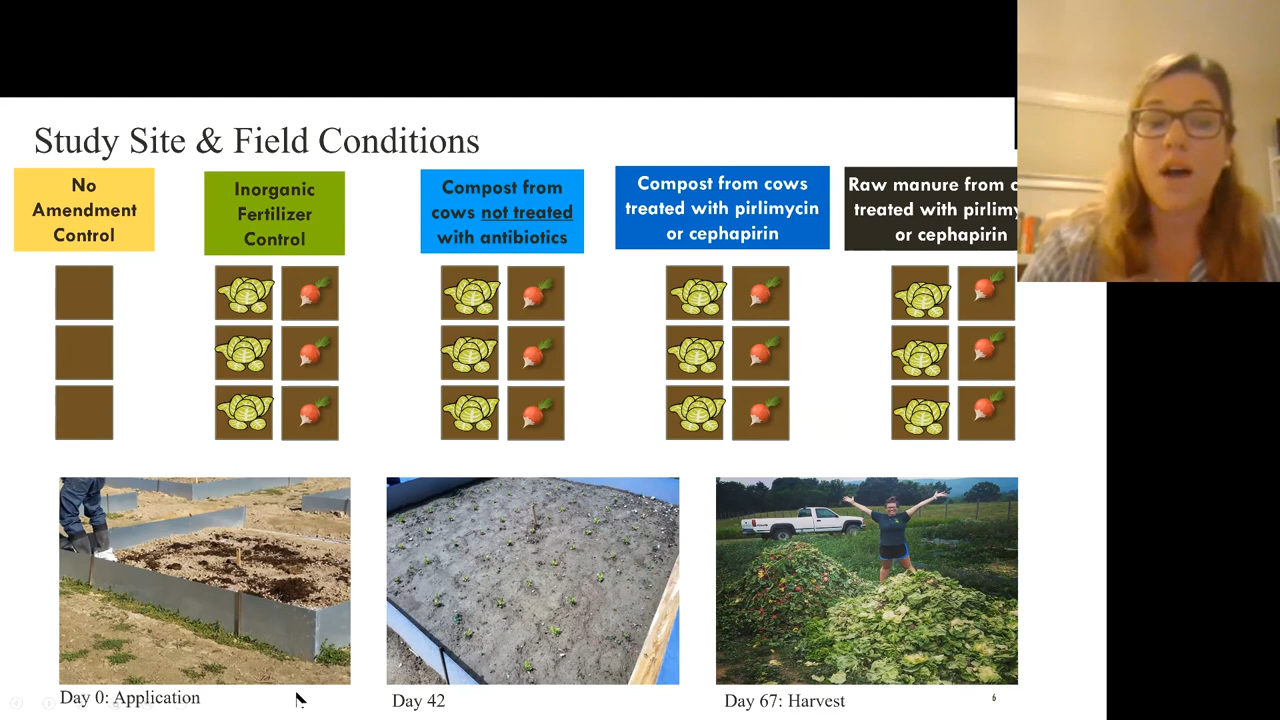 Study Site & Field Conditions
No
Amendment
Control
Inorganic
Fertilizer
Control
Compost from
cows not treated
with antibiotics
Compost from cows
treated with pirlimycin
or cephapirin
Raw manure from
treated with
or cephapirin
Day 0: Application
Day 42
Day 67: Harvest
6